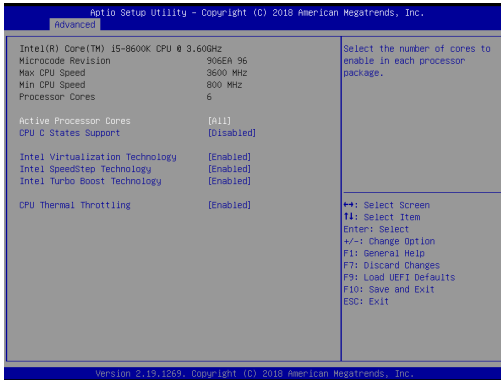 Aptio Setup Utility – Copyright (C) 2018 American Megatrends, Inc.
Advanced
Intel(R) Core(TM) i5-8600K CPU @ 3.60GHz
Microcode Revision 906EA 96
Max CPU Speed 3600 MHz
Min CPU Speed 800 MHz
Processor Cores 6
Active Processor Cores [All]
CPU C States Support [Disabled]
Intel Virtualization Technology [Enabled]
Intel SpeedStep Technology [Enabled]
Intel Turbo Boost Technology [Enabled]
CPU Thermal Throttling [Enabled]
Select the number of cores to
enable in each processor
package.
↔: Select Screen
↑↓: Select Item
Enter: Select
+/-: Change Option
F1: General Help
F7: Discard Changes
F9: Load UEFI Defaults
F10: Save and Exit
ESC: Exit
Version 2.19.1269. Copyright (C) 2018 American Megatrends, Inc.